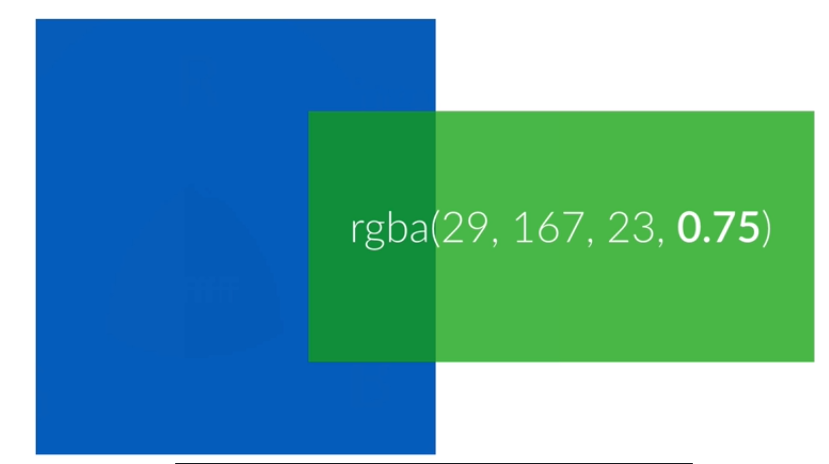 rgba(29, 167, 23, 0.75)